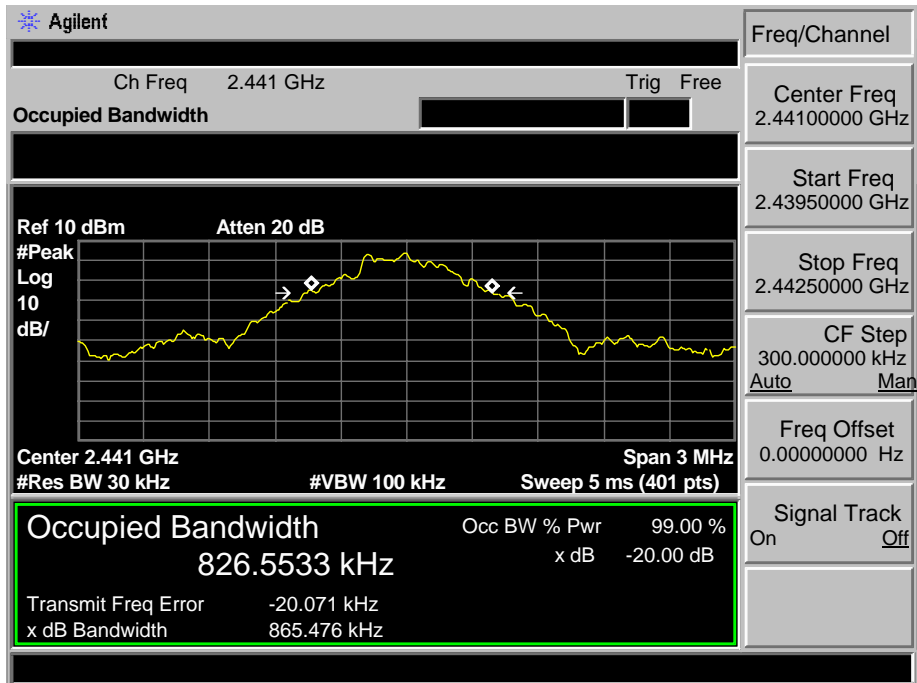 Agilent
Freq/Channel
Ch Freq 2.441 GHz Trig Free
Occupied Bandwidth
Center Freq
2.44100000 GHz
Start Freq
2.43950000 GHz
Stop Freq
2.44250000 GHz
CF Step
300.000000 kHz
Auto Man
Freq Offset
0.00000000 Hz
Signal Track
On Off
Ref 10 dBm Atten 20 dB
#Peak
Log
10
dB/
Center 2.441 GHz Span 3 MHz
#Res BW 30 kHz #VBW 100 kHz Sweep 5 ms (401 pts)
Occupied Bandwidth
826.5533 kHz
Occ BW % Pwr 99.00 %
x dB -20.00 dB
Transmit Freq Error -20.071 kHz
x dB Bandwidth 865.476 kHz